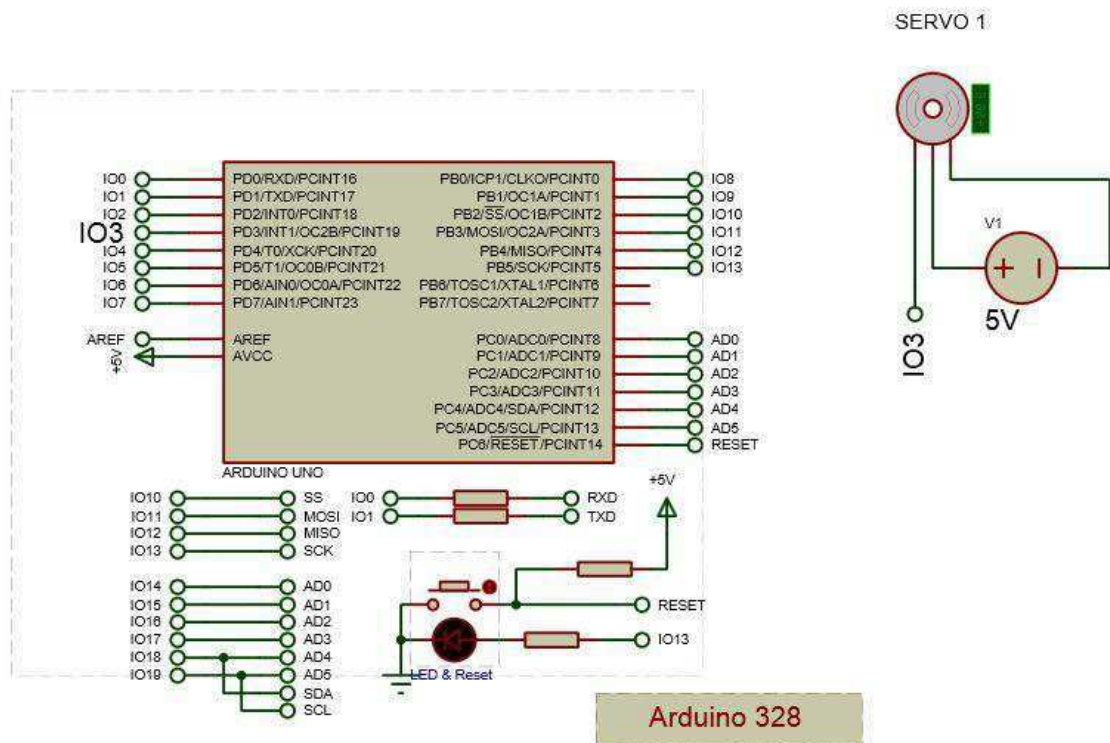 SERVO 1
IO0 PD0/RXD/PCINT16 PB0/ICP1/CLKO/PCINT0 IO8
IO1 PD1/TXD/PCINT17 PB1/OC1A/PCINT1 IO9
IO2 PD2/INT0/PCINT18 PB2/SS/OC1B/PCINT2 IO10
IO3 PD3/INT1/OC2B/PCINT19 PB3/MOSI/OC2A/PCINT3 IO11
IO4 PD4/T0/XCK/PCINT20 PB4/MISO/PCINT4 IO12
IO5 PD5/T1/OC0B/PCINT21 PB5/SCK/PCINT5 IO13
IO6 PD6/AIN0/OC0A/PCINT22 PB6/TOSC1/XTAL1/PCINT6
IO7 PD7/AIN1/PCINT23 PB7/TOSC2/XTAL2/PCINT7
AREF AREF PC0/ADC0/PCINT8 AD0
+5V AVCC PC1/ADC1/PCINT9 AD1
PC2/ADC2/PCINT10 AD2
PC3/ADC3/PCINT11 AD3
PC4/ADC4/SDA/PCINT12 AD4
PC5/ADC5/SCL/PCINT13 AD5
PC6/RESET/PCINT14 RESET
ARDUINO UNO
V1
+ -
5V
IO3
IO10 SS IO0 RXD
IO11 MOSI IO1 TXD
IO12 MISO
IO13 SCK
+5V
IO14 AD0
IO15 AD1
IO16 AD2
IO17 AD3
IO18 AD4
IO19 AD5
SDA
SCL
RESET
IO13
LED & Reset
Arduino 328